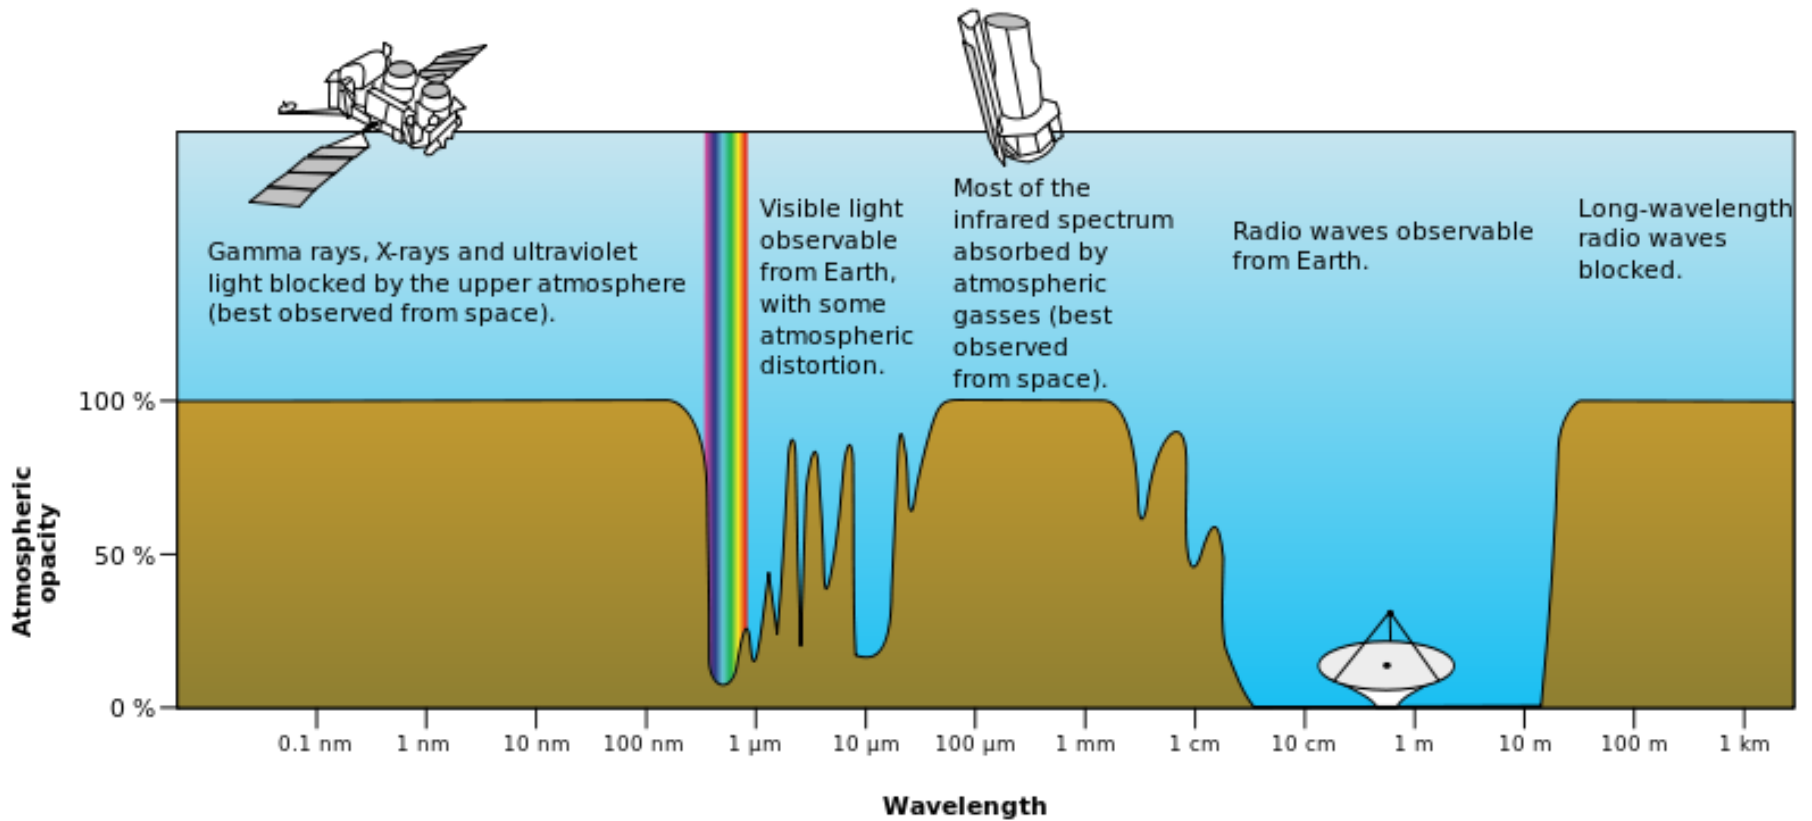 Gamma rays, X-rays and ultraviolet
light blocked by the upper atmosphere
(best observed from space).
Visible light
observable
from Earth,
with some
atmospheric
distortion.
Most of the
infrared spectrum
absorbed by
atmospheric
gasses (best
observed
from space).
Radio waves observable
from Earth.
Long-wavelength
radio waves
blocked.
Atmospheric
opacity
100 %
50 %
0 %
0.1 nm
1 nm
10 nm
100 nm
1 μm
10 μm
100 μm
1 mm
1 cm
10 cm
1 m
10 m
100 m
1 km
Wavelength